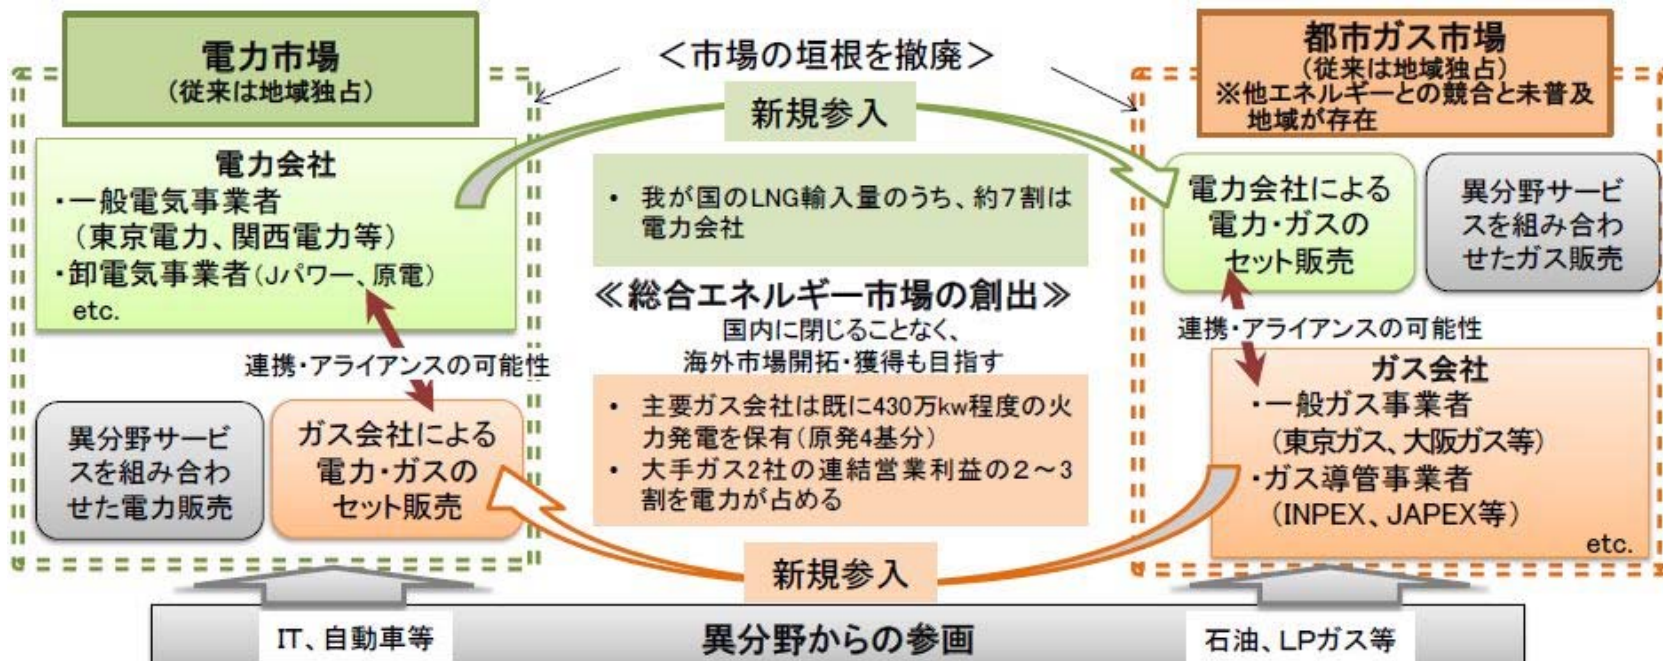 電力市場
(従来は地域独占)
電力会社
・一般電気事業者
(東京電力、関西電力等)
・卸電気事業者(Jパワー、原電)
etc.
連携・アライアンスの可能性
異分野サービ
スを組み合わ
せた電力販売
ガス会社による
電力・ガスの
セット販売
＜市場の垣根を撤廃＞
新規参入
• 我が国のLNG輸入量のうち、約7割は
電力会社
≪総合エネルギー市場の創出≫
国内に閉じることなく、
海外市場開拓・獲得も目指す
• 主要ガス会社は既に430万kw程度の火
力発電を保有(原発4基分)
• 大手ガス2社の連結営業利益の2～3
割を電力が占める
新規参入
都市ガス市場
(従来は地域独占)
※他エネルギーとの競合と未普及
地域が存在
電力会社による
電力・ガスの
セット販売
異分野サービ
スを組み合わ
せたガス販売
連携・アライアンスの可能性
ガス会社
・一般ガス事業者
(東京ガス、大阪ガス等)
・ガス導管事業者
(INPEX、JAPEX等)
etc.
IT、自動車等
異分野からの参画
石油、LPガス等